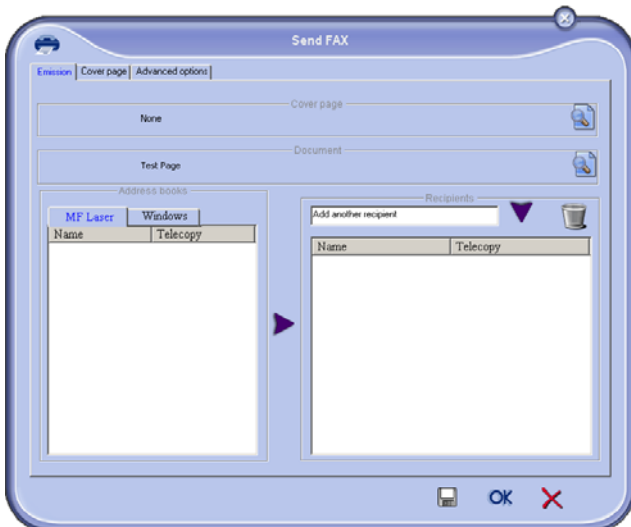 Send FAX
Emission Cover page Advanced options
Cover page
None
Document
Test Page
Address books
MF Laser Windows
Name Telecopy
Recipients
Add another recipient
Name Telecopy
OK